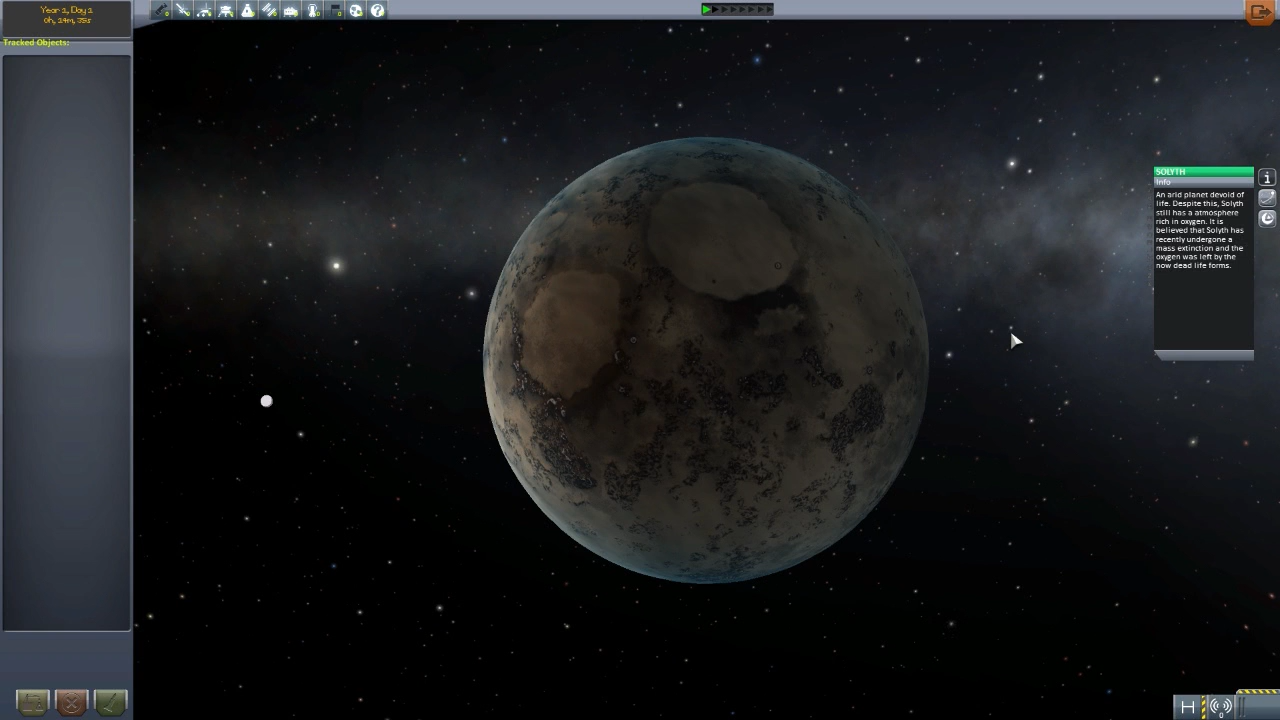 Year 1, Day 1
0h, 14m, 35s
Tracked Objects:
SOLYTH
Info
An arid planet devoid of
life. Despite this, Solyth
still has a atmosphere
rich in oxygen. It is
believed that Solyth has
recently undergone a
mass extinction and the
oxygen was left by the
now dead life forms.
0